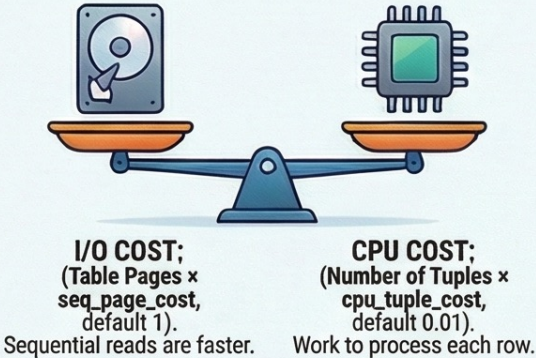 I/O COST;
(Table Pages ×
seq_page_cost,
default 1).
Sequential reads are faster.
CPU COST;
(Number of Tuples ×
cpu_tuple_cost,
default 0.01).
Work to process each row.